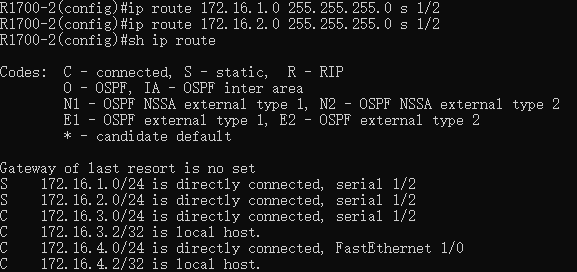 R1700-2(config)#ip route 172.16.1.0 255.255.255.0 s 1/2
R1700-2(config)#ip route 172.16.2.0 255.255.255.0 s 1/2
R1700-2(config)#sh ip route
Codes:  C - connected, S - static,  R - RIP
O - OSPF, IA - OSPF inter area
N1 - OSPF NSSA external type 1, N2 - OSPF NSSA external type 2
E1 - OSPF external type 1, E2 - OSPF external type 2
* - candidate default
Gateway of last resort is no set
S    172.16.1.0/24 is directly connected, serial 1/2
S    172.16.2.0/24 is directly connected, serial 1/2
C    172.16.3.0/24 is directly connected, serial 1/2
C    172.16.3.2/32 is local host.
C    172.16.4.0/24 is directly connected, FastEthernet 1/0
C    172.16.4.2/32 is local host.